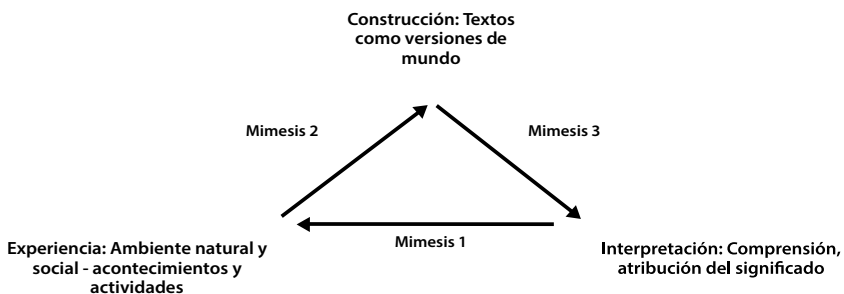 Construcción: Textos
como versiones de
mundo
Mimesis 2
Mimesis 3
Mimesis 1
Experiencia: Ambiente natural y
social - acontecimientos y
actividades
Interpretación: Comprensión,
atribución del significado